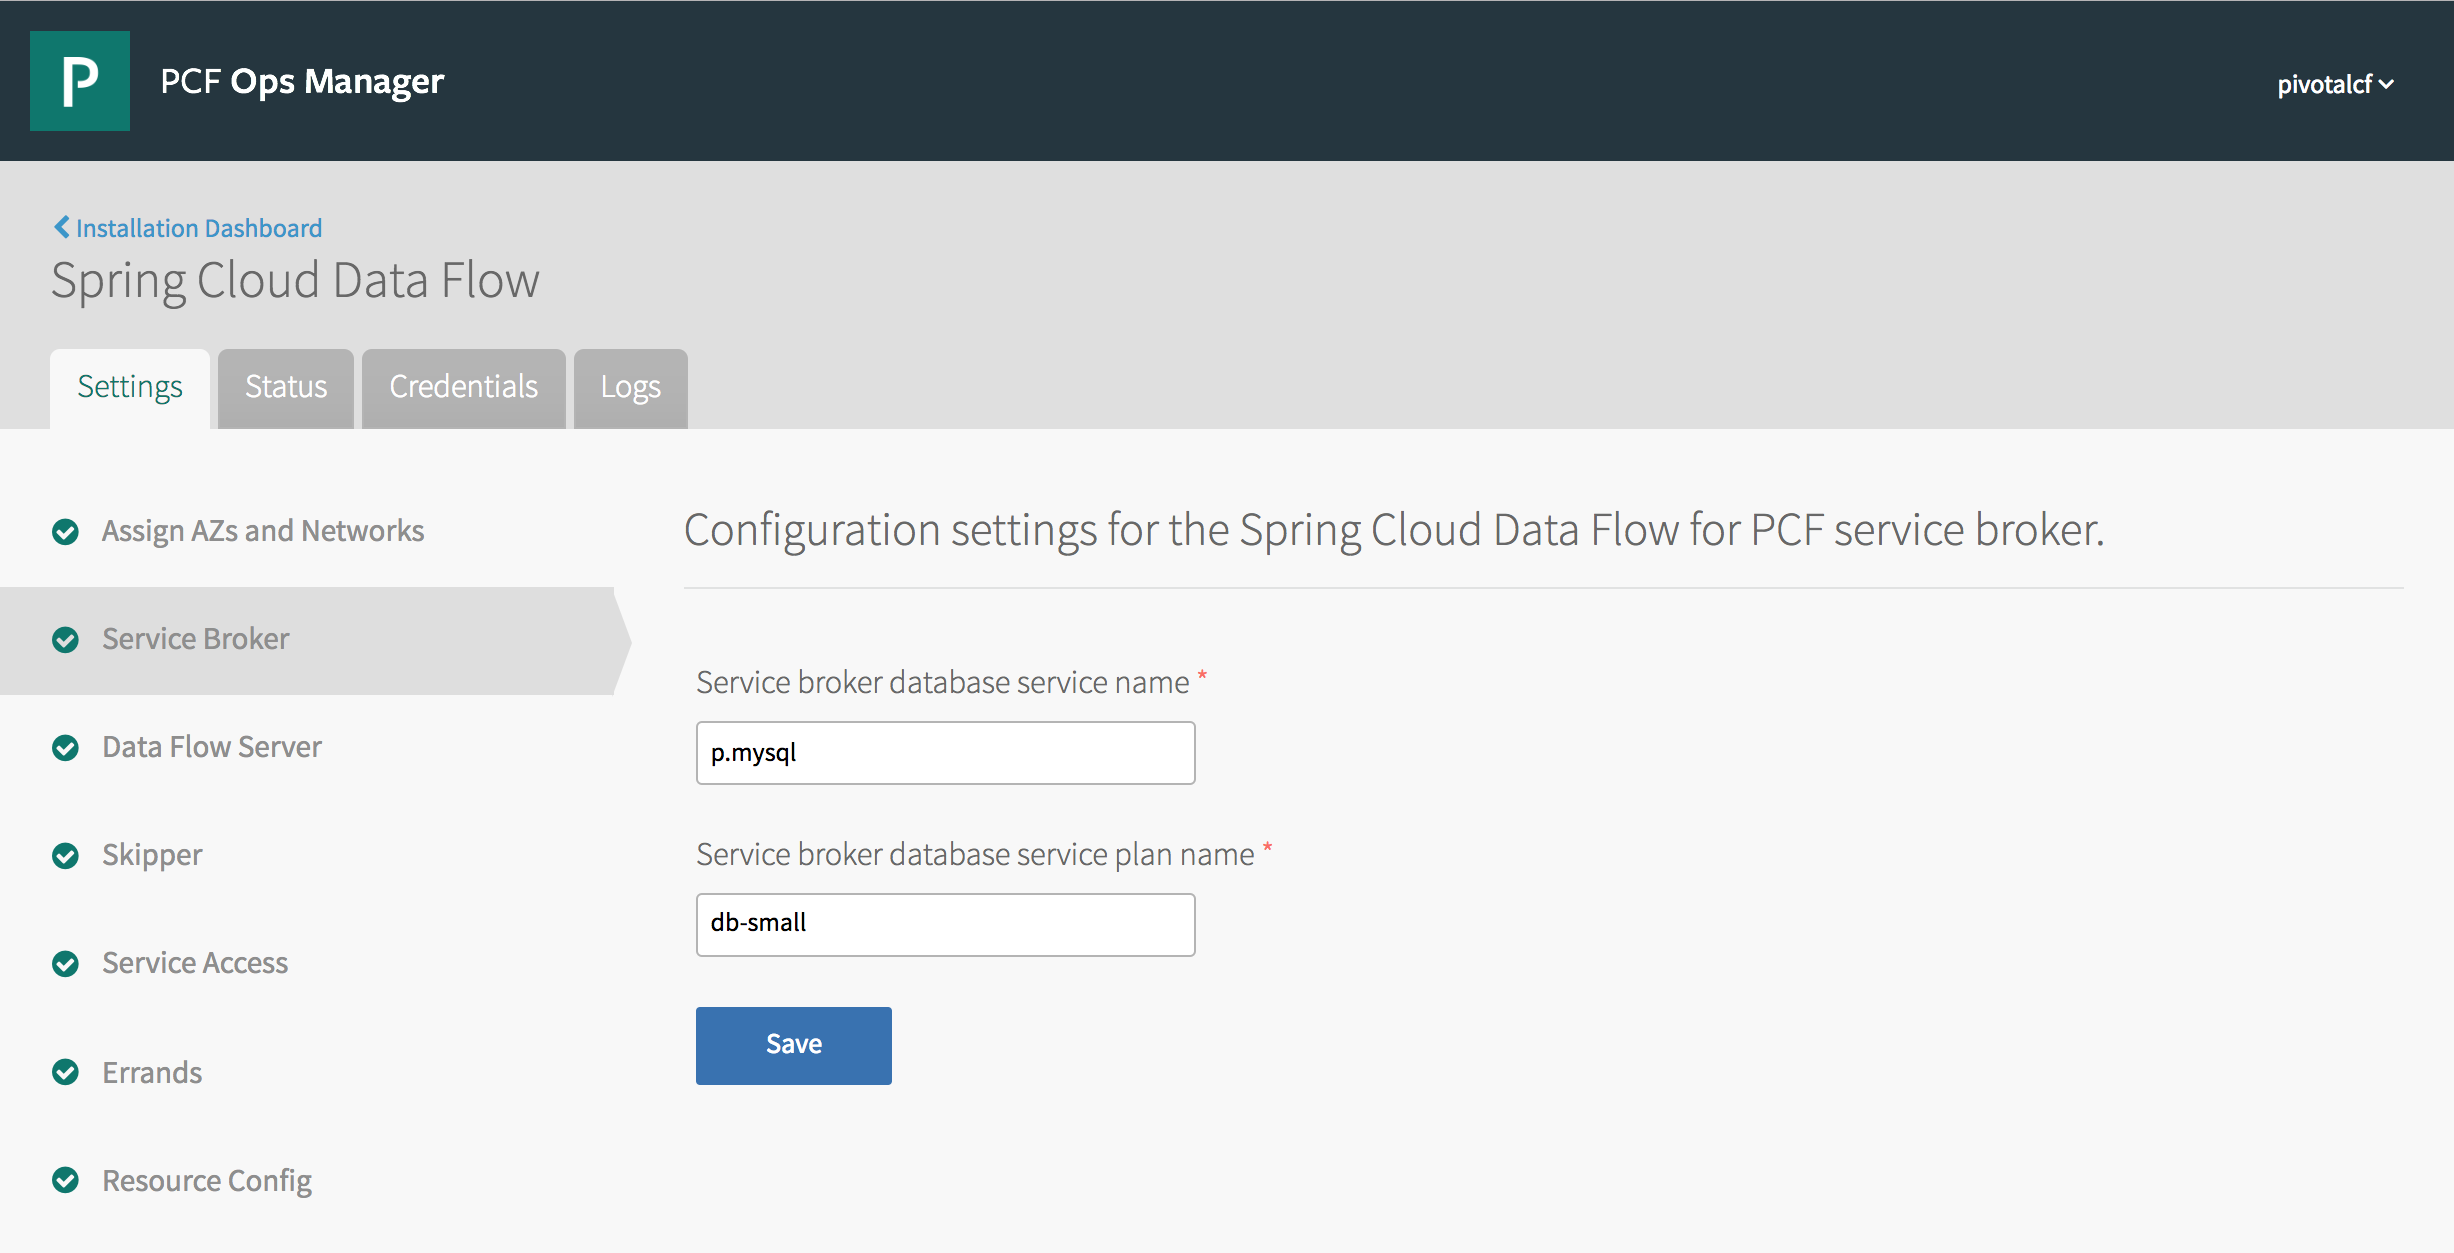 P
PCF Ops Manager
pivotalcf
Installation Dashboard
Spring Cloud Data Flow
Settings
Status
Credentials
Logs
Assign AZs and Networks
Service Broker
Data Flow Server
Skipper
Service Access
Errands
Resource Config
Configuration settings for the Spring Cloud Data Flow for PCF service broker.
Service broker database service name *
p.mysql
Service broker database service plan name *
db-small
Save